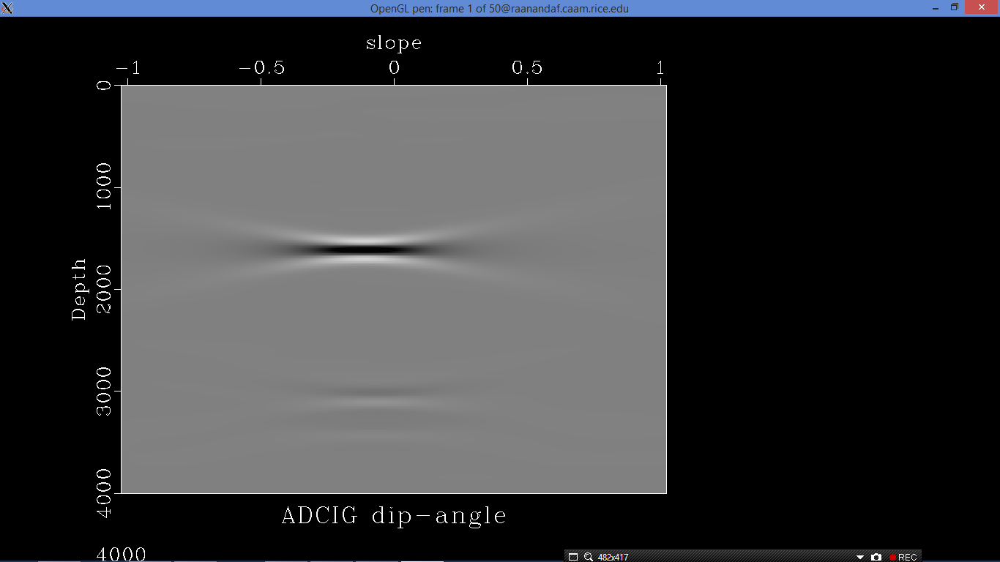 OpenGL pen: frame 1 of 50@raanandaf.caam.rice.edu
slope
−1 −0.5 0 0.5 1
0
1000
2000
3000
4000
Depth
ADCIG dip−angle
4000
482x417 REC